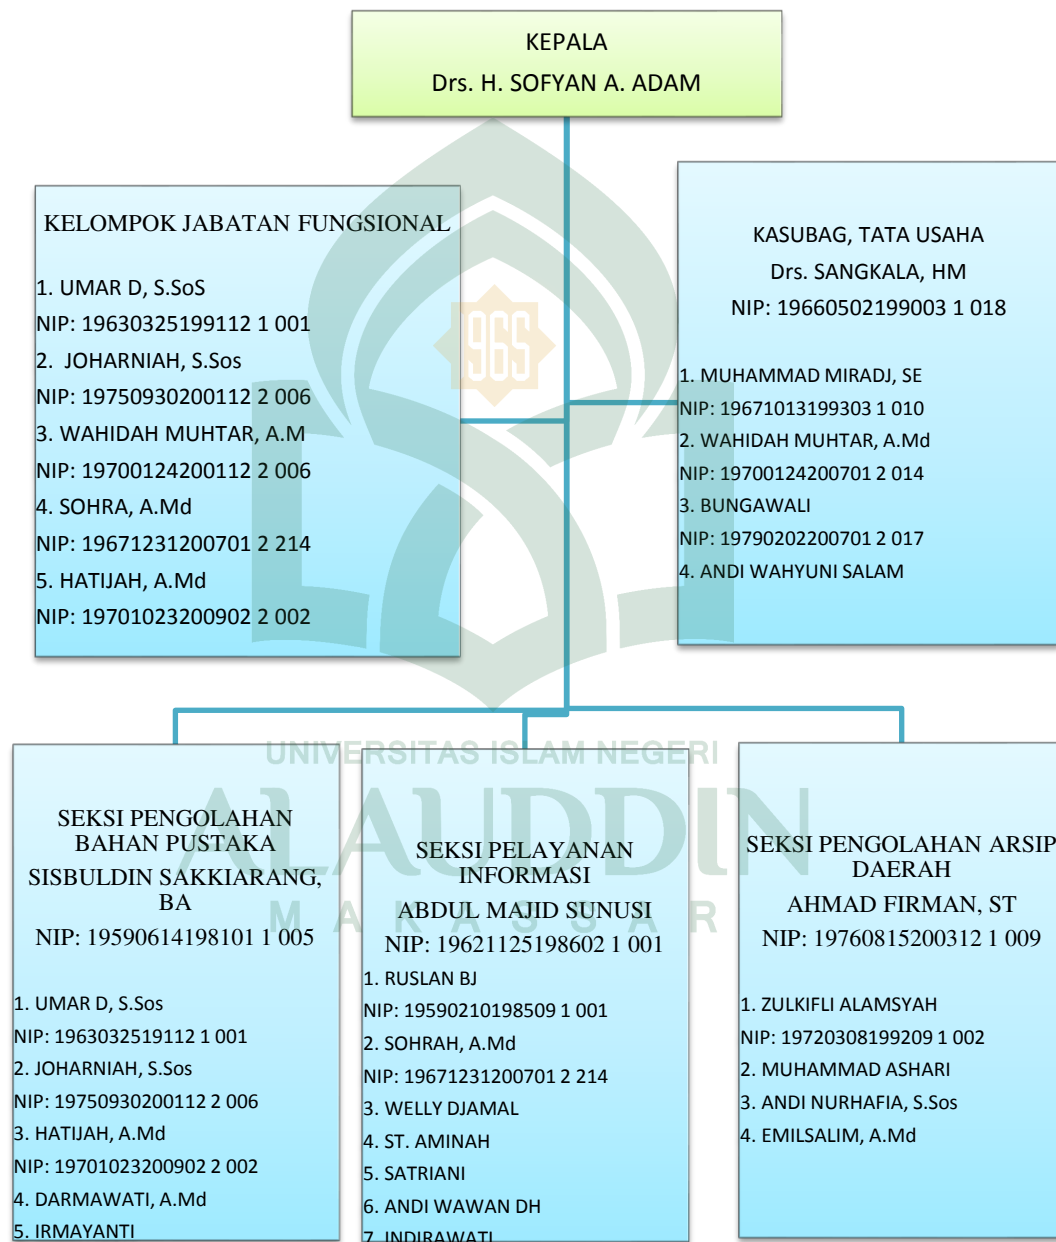 KEPALA
Drs. H. SOFYAN A. ADAM
KELOMPOK JABATAN FUNGSIONAL
1. UMAR D, S.SoS
NIP: 19630325199112 1 001
2. JOHARNIAH, S.Sos
NIP: 19750930200112 2 006
3. WAHIDAH MUHTAR, A.M
NIP: 19700124200112 2 006
4. SOHRA, A.Md
NIP: 19671231200701 2 214
5. HATIJAH, A.Md
NIP: 19701023200902 2 002
KASUBAG, TATA USAHA
Drs. SANGKALA, HM
NIP: 19660502199003 1 018
1. MUHAMMAD MIRADJ, SE
NIP: 19671013199303 1 010
2. WAHIDAH MUHTAR, A.Md
NIP: 19700124200701 2 014
3. BUNGAWALI
NIP: 19790202200701 2 017
4. ANDI WAHYUNI SALAM
1965
UNIVERSITAS ISLAM NEGERI
ALAUDDIN
MAKASSAR
SEKSI PENGOLAHAN
BAHAN PUSTAKA
SISBULDIN SAKKIARANG,
BA
NIP: 19590614198101 1 005
1. UMAR D, S.Sos
NIP: 1963032519112 1 001
2. JOHARNIAH, S.Sos
NIP: 19750930200112 2 006
3. HATIJAH, A.Md
NIP: 19701023200902 2 002
4. DARMAWATI, A.Md
5. IRMAYANTI
SEKSI PELAYANAN
INFORMASI
ABDUL MAJID SUNUSI
NIP: 19621125198602 1 001
1. RUSLAN BJ
NIP: 19590210198509 1 001
2. SOHRAH, A.Md
NIP: 19671231200701 2 214
3. WELLY DJAMAL
4. ST. AMINAH
5. SATRIANI
6. ANDI WAWAN DH
7. INDIRAWATI
SEKSI PENGOLAHAN ARSIP
DAERAH
AHMAD FIRMAN, ST
NIP: 19760815200312 1 009
1. ZULKIFLI ALAMSYAH
NIP: 19720308199209 1 002
2. MUHAMMAD ASHARI
3. ANDI NURHAFIA, S.Sos
4. EMILSALIM, A.Md